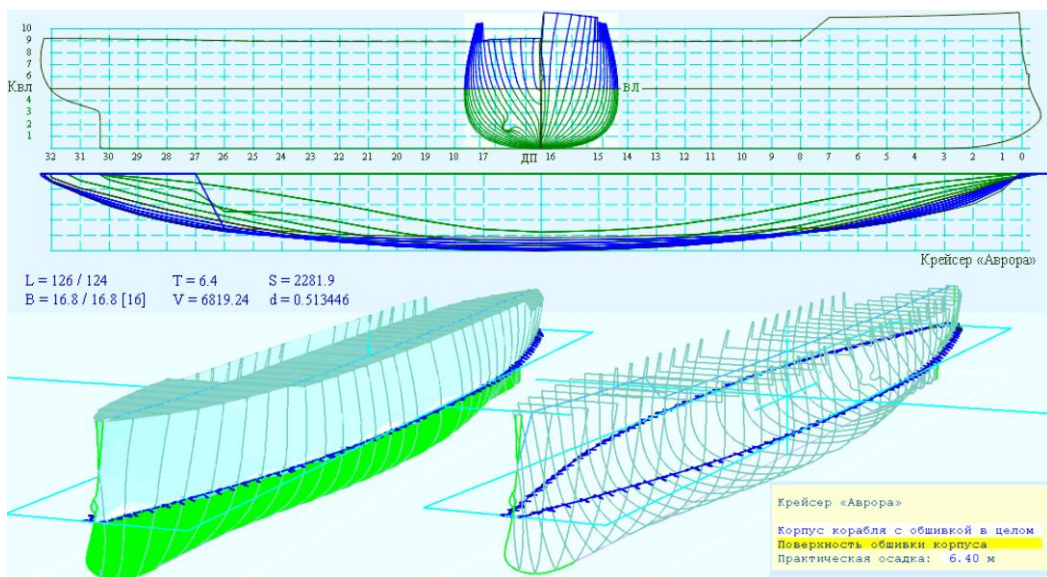 10
9
8
7
6
Квл
ВЛ
4
3
2
1
32 31 30 29 28 27 26 25 24 23 22 21 20 19 18 17 ДП 16 15 14 13 12 11 10 9 8 7 6 5 4 3 2 1 0
Крейсер «Аврора»
L = 126 / 124 T = 6.4 S = 2281.9
B = 16.8 / 16.8 [16] V = 6819.24 d = 0.513446
Крейсер «Аврора»
Корпус корабля с обшивкой в целом
Поверхность обшивки корпуса
Практическая осадка: 6.40 м